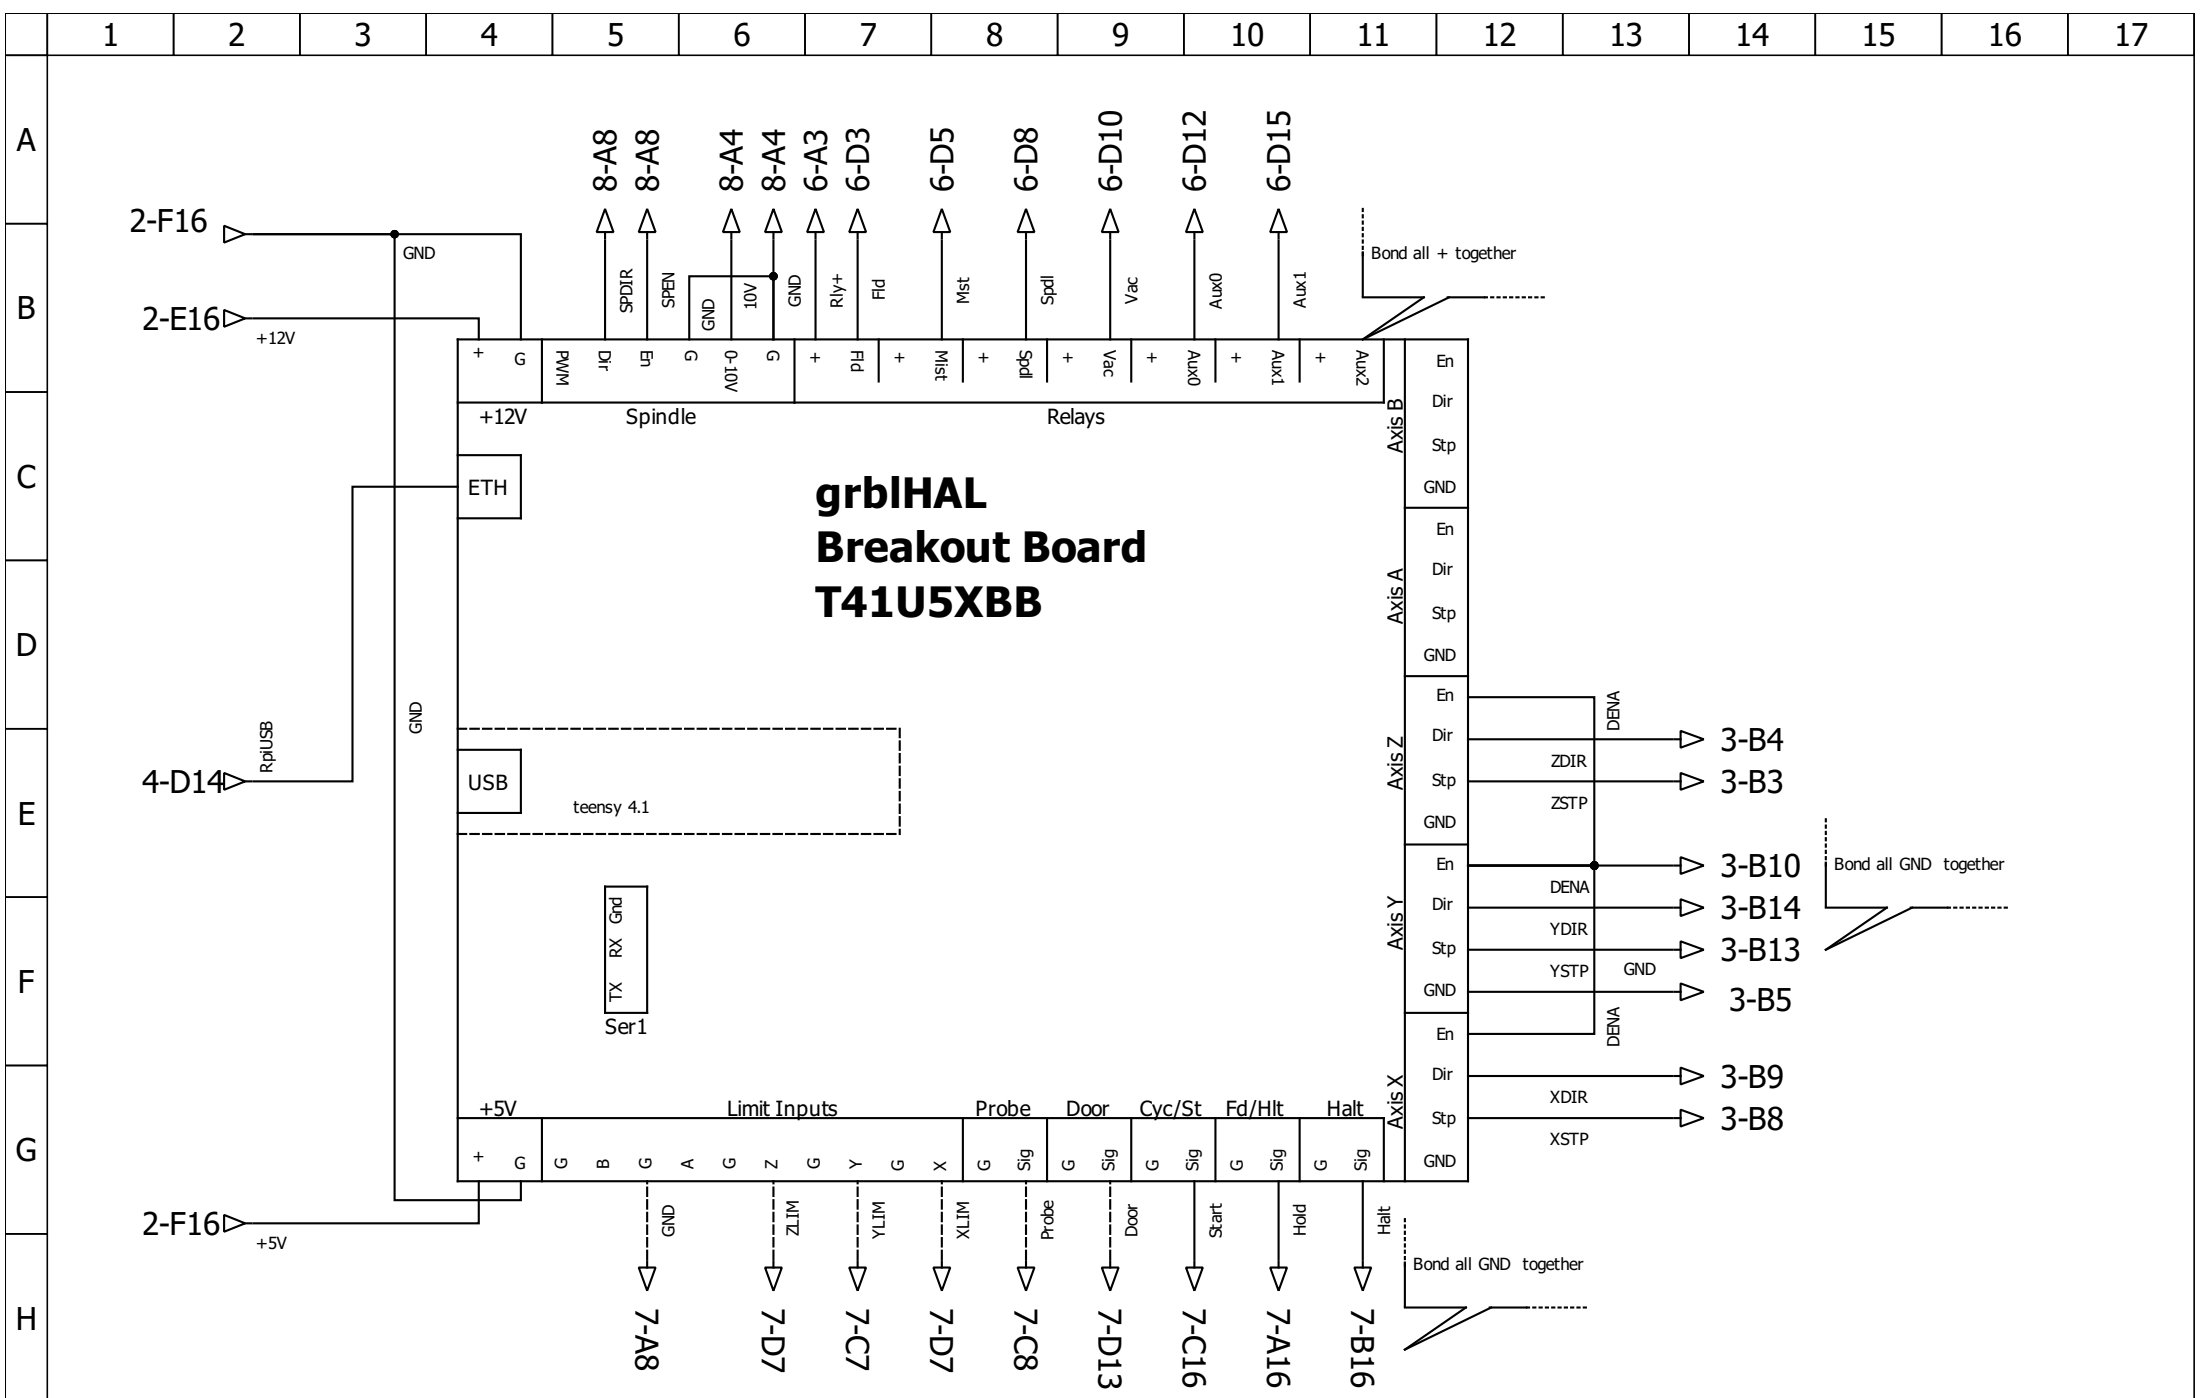 1 2 3 4 5 6 7 8 9 10 11 12 13 14 15 16 17
A
B
C
D
E
F
G
H
8-A8
8-A8
8-A4
8-A4
6-A3
6-D3
6-D5
6-D8
6-D10
6-D12
6-D15
2-F16
GND
2-E16
+12V
SPDIR
SPEN
GND
10V
GND
Rly+
Fld
Mst
Spdl
Vac
Aux0
Aux1
Bond all + together
+ G PWM Dir En G 0-10V G + Fld + Mist + Spdl + Vac + Aux0 + Aux1 + Aux2
+12V
Spindle
Relays
ETH
grblHAL
Breakout Board
T41U5XBB
Axis B
En
Dir
Stp
GND
Axis A
En
Dir
Stp
GND
Axis Z
En
Dir
Stp
GND
Axis Y
En
Dir
Stp
GND
Axis X
En
Dir
Stp
GND
GND
RpiUSB
4-D14
USB
teensy 4.1
TX RX Gnd
Ser1
DENA
ZDIR
3-B4
ZSTP
3-B3
DENA
3-B10
YDIR
3-B14
YSTP
3-B13
GND
3-B5
DENA
XDIR
3-B9
XSTP
3-B8
Bond all GND together
+5V
Limit Inputs
Probe
Door
Cyc/St
Fd/Hlt
Halt
+ G G B G A G Z G Y G X G Sig G Sig G Sig G Sig G Sig
2-F16
+5V
GND
ZLIM
YLIM
XLIM
Probe
Door
Start
Hold
Halt
Bond all GND together
7-A8
7-D7
7-C7
7-D7
7-C8
7-D13
7-C16
7-A16
7-B16